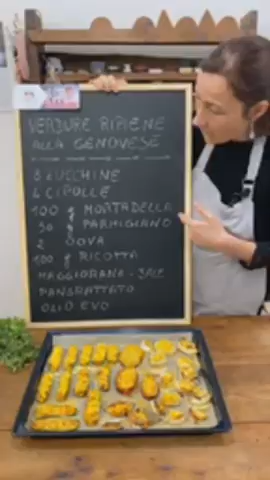 VERDURE RIPIENE
ALLA GENOVESE
8 ZUCCHINE
4 CIPOLLE
100 g MORTADELLA
50 g PARMIGIANO
2 UOVA
100 g RICOTTA
MAGGIORANA - SALE
PANGRATTATO
OLIO EVO